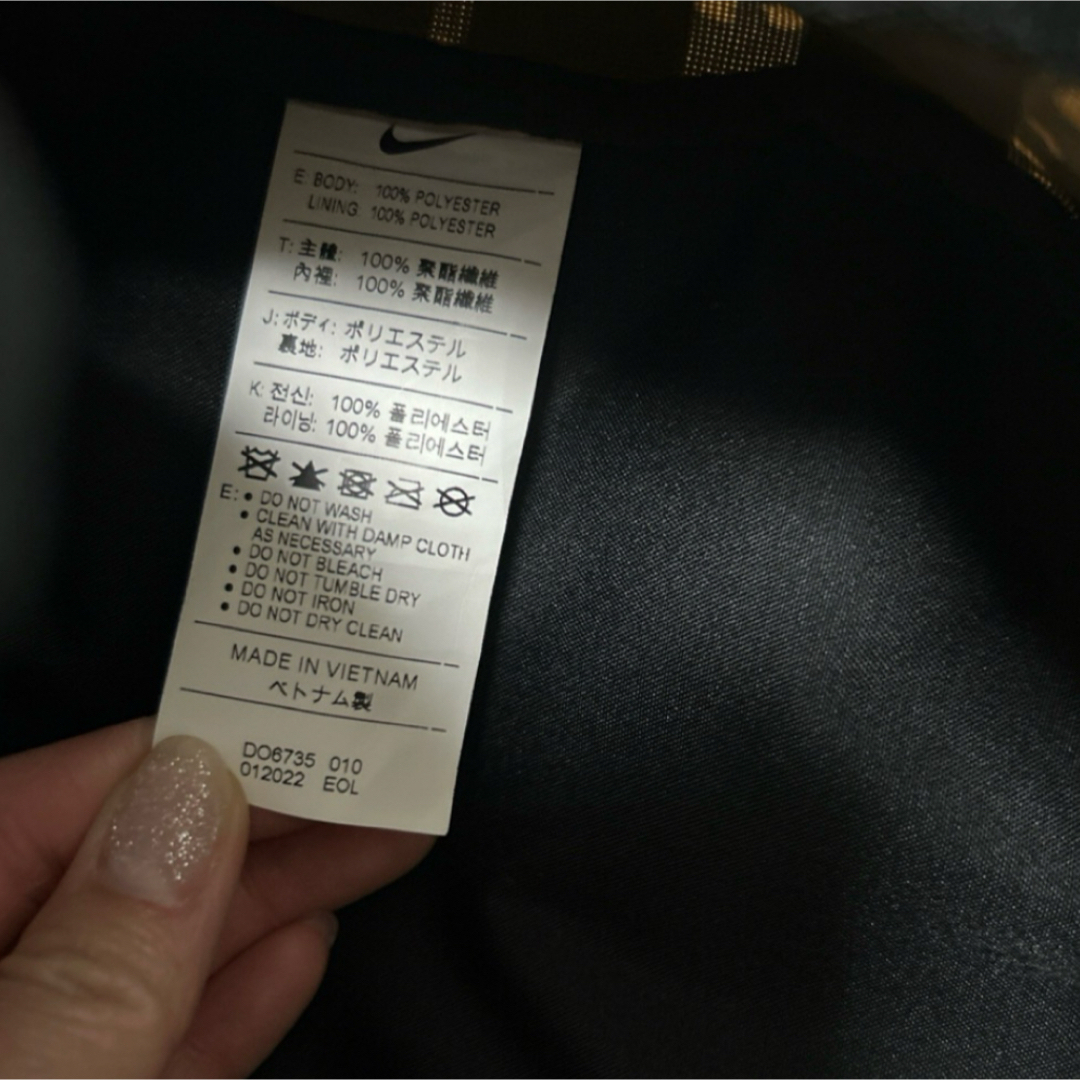 E: BODY: 100% POLYESTER
LINING: 100% POLYESTER
T: 主體: 100% 聚酯纖維
內裡: 100% 聚酯纖維
J: ボディ: ポリエステル
裏地: ポリエステル
K: 전신: 100% 폴리에스터
라이닝: 100% 폴리에스터
E: • DO NOT WASH
• CLEAN WITH DAMP CLOTH
AS NECESSARY
• DO NOT BLEACH
• DO NOT TUMBLE DRY
• DO NOT IRON
• DO NOT DRY CLEAN
MADE IN VIETNAM
ベトナム製
DO6735 010
012022 EOL